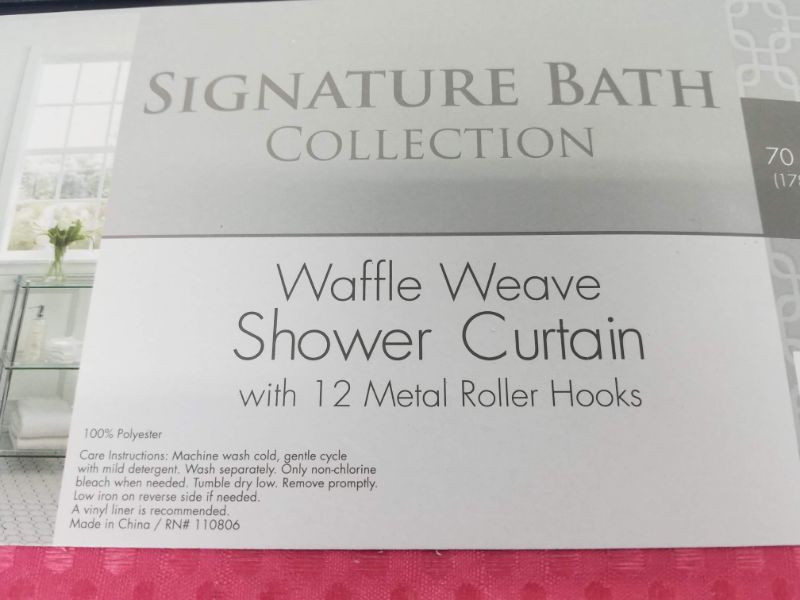 SIGNATURE BATH
COLLECTION
70
Waffle Weave
Shower Curtain
with 12 Metal Roller Hooks
100% Polyester
Care Instructions: Machine wash cold, gentle cycle
with mild detergent. Wash separately. Only non-chlorine
bleach when needed. Tumble dry low. Remove promptly.
Low iron on reverse side if needed.
A vinyl liner is recommended.
Made in China / RN# 110806